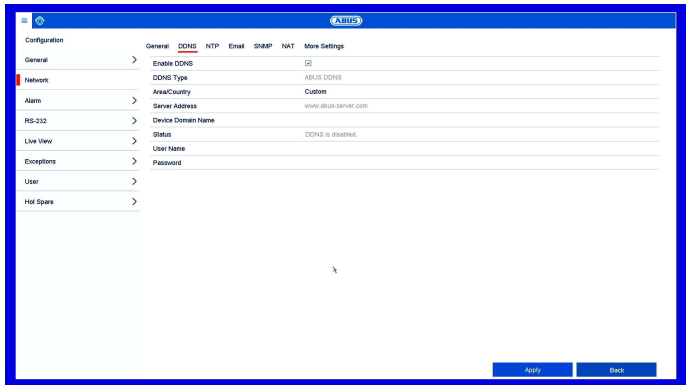 ABUS
Configuration
General DDNS NTP Email SNMP NAT More Settings
General
Network
Alarm
RS-232
Live View
Exceptions
User
Hot Spare
Enable DDNS
DDNS Type ABUS DDNS
Area/Country Custom
Server Address www.abus-server.com
Device Domain Name
Status DDNS is disabled.
User Name
Password
Apply Back